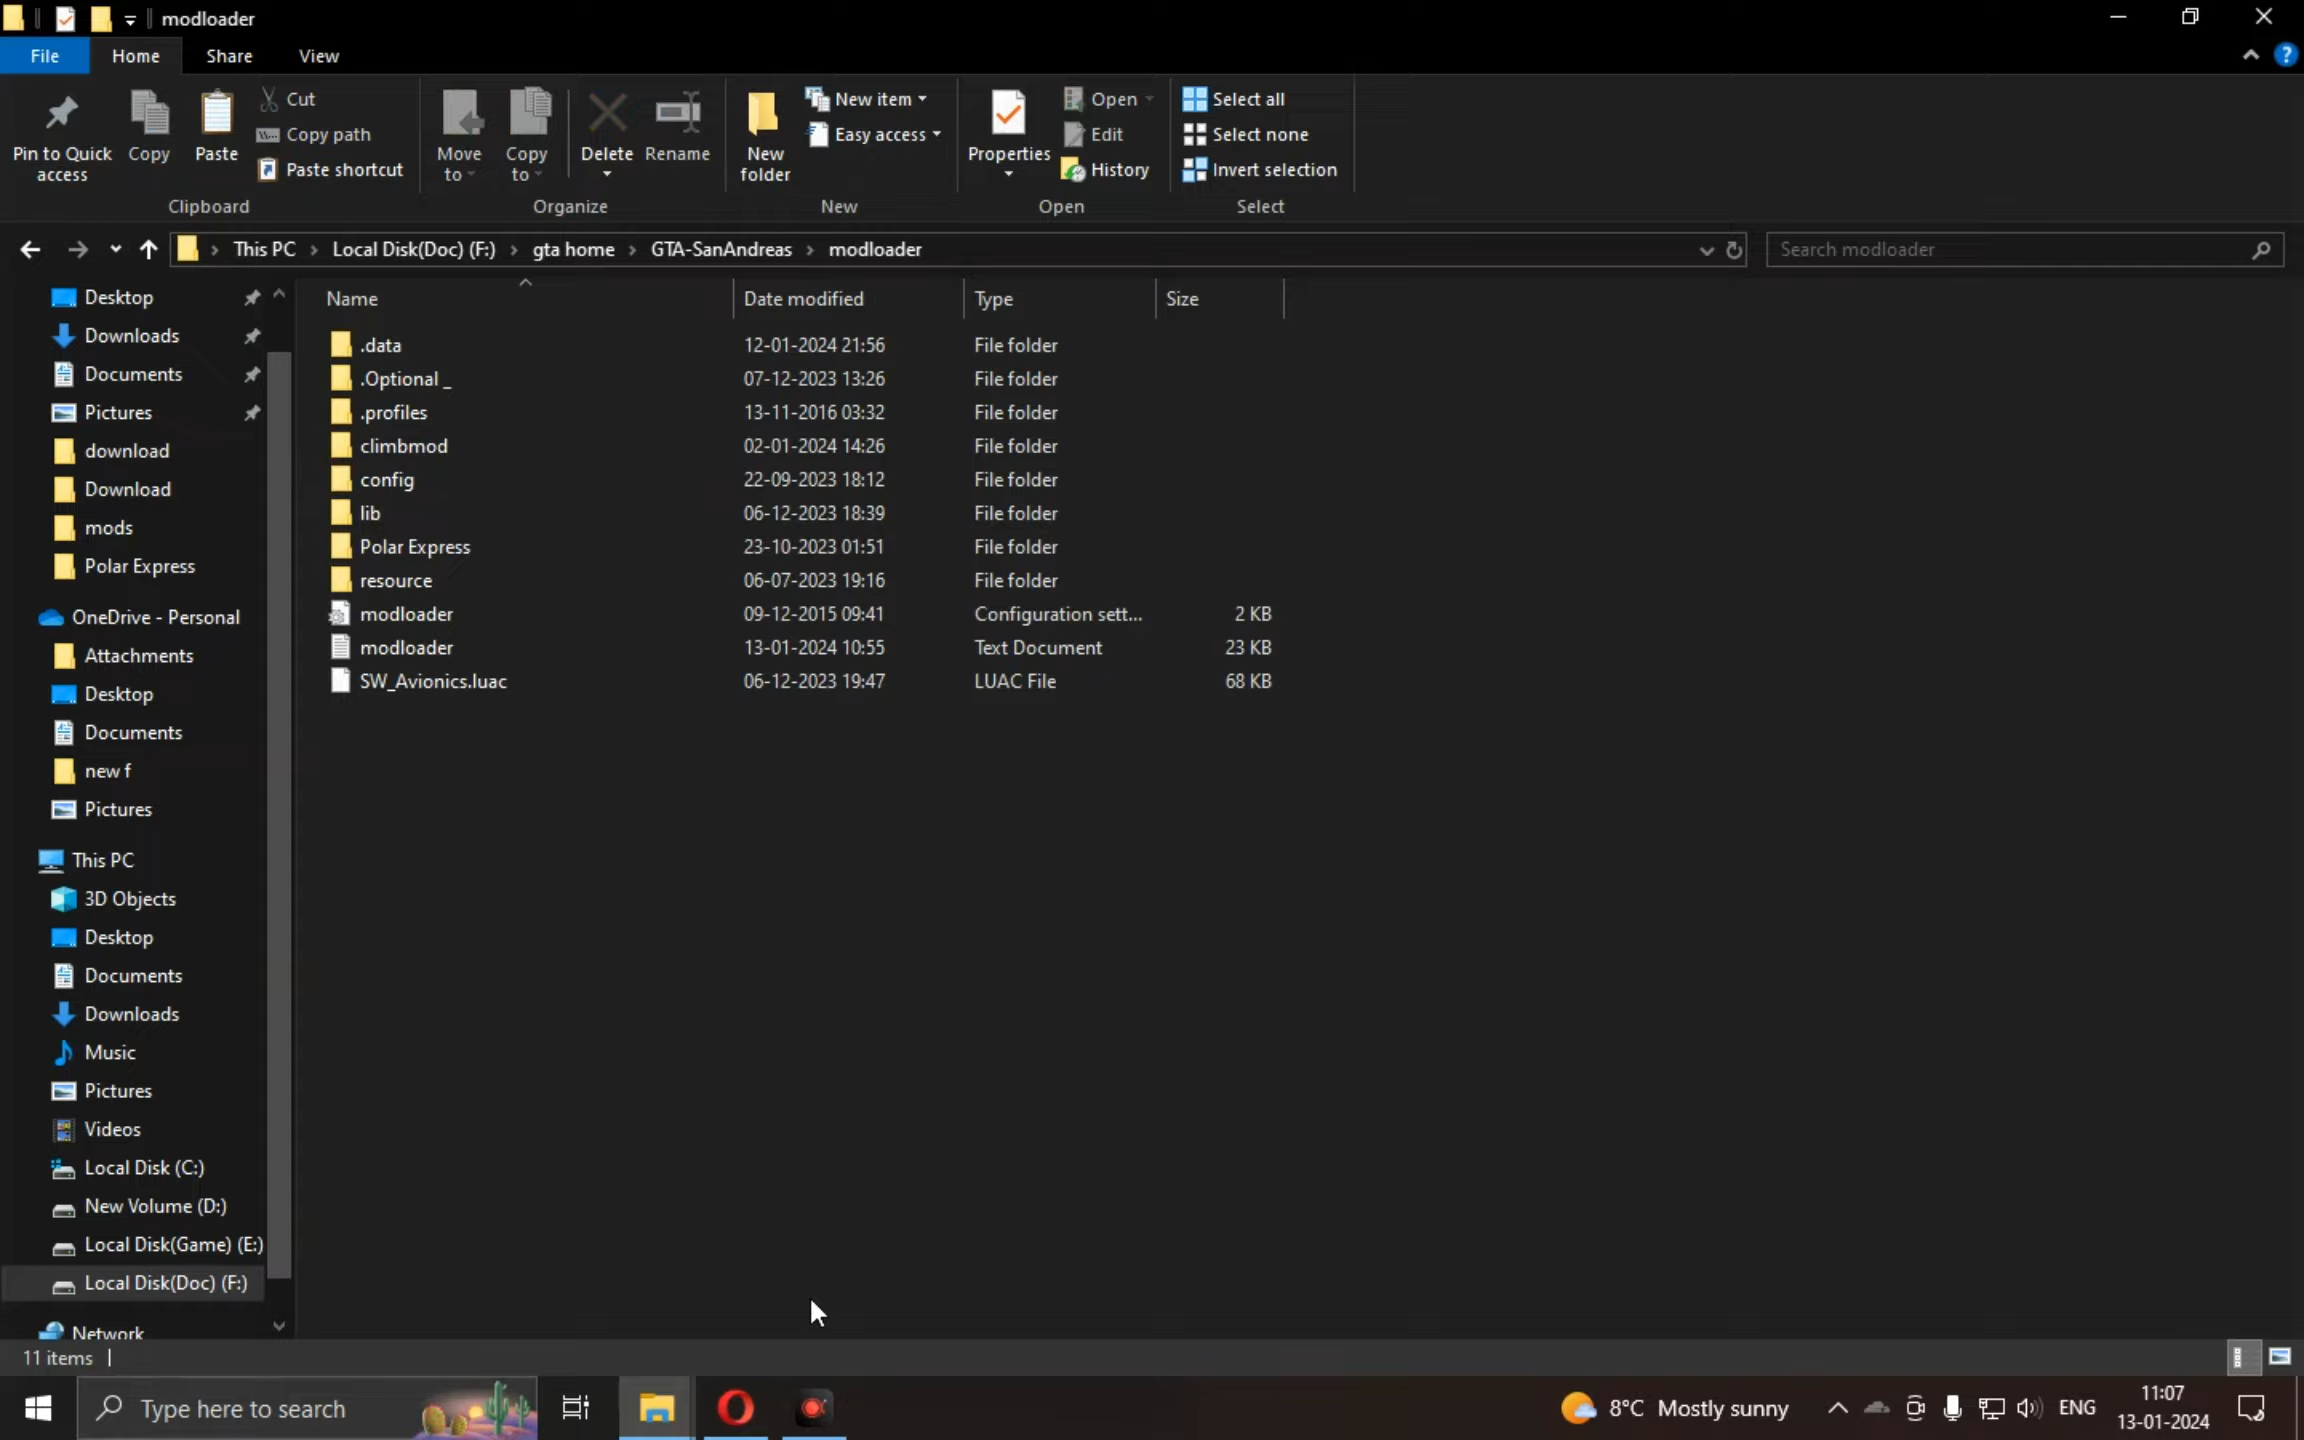 modloader
File
Home
Share
View
Pin to Quick access
Copy
Paste
Cut
Copy path
Paste shortcut
Clipboard
Move to
Copy to
Delete
Rename
Organize
New folder
New item
Easy access
New
Properties
Open
Edit
History
Open
Select all
Select none
Invert selection
Select
This PC > Local Disk(Doc) (F:) > gta home > GTA-SanAndreas > modloader
Search modloader
Desktop
Downloads
Documents
Pictures
download
Download
mods
Polar Express
OneDrive - Personal
Attachments
Desktop
Documents
new f
Pictures
This PC
3D Objects
Desktop
Documents
Downloads
Music
Pictures
Videos
Local Disk (C:)
New Volume (D:)
Local Disk(Game) (E:)
Local Disk(Doc) (F:)
Network
Name Date modified Type Size
.data 12-01-2024 21:56 File folder
.Optional _ 07-12-2023 13:26 File folder
.profiles 13-11-2016 03:32 File folder
climbmod 02-01-2024 14:26 File folder
config 22-09-2023 18:12 File folder
lib 06-12-2023 18:39 File folder
Polar Express 23-10-2023 01:51 File folder
resource 06-07-2023 19:16 File folder
modloader 09-12-2015 09:41 Configuration sett... 2 KB
modloader 13-01-2024 10:55 Text Document 23 KB
SW_Avionics.luac 06-12-2023 19:47 LUAC File 68 KB
11 items
Type here to search
8°C Mostly sunny
ENG
11:07
13-01-2024